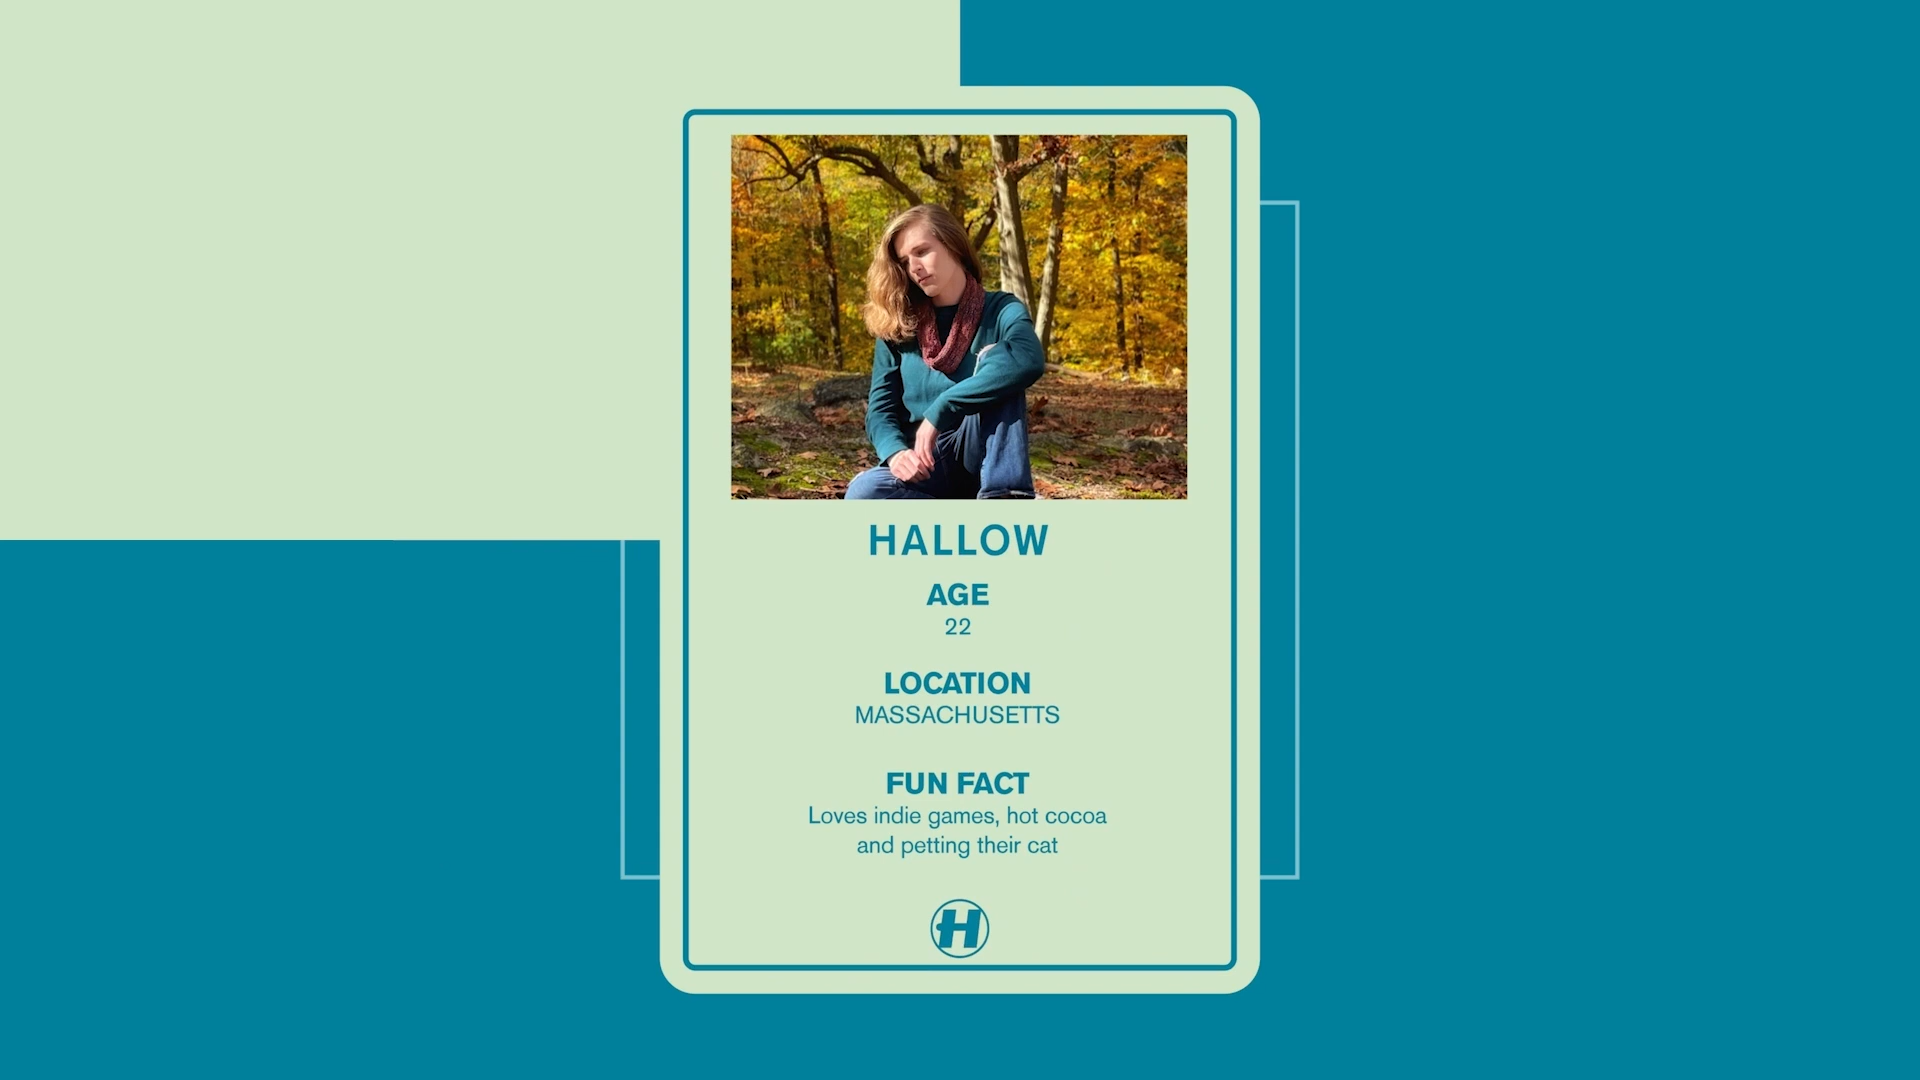 HALLOW
AGE
22
LOCATION
MASSACHUSETTS
FUN FACT
Loves indie games, hot cocoa
and petting their cat
H